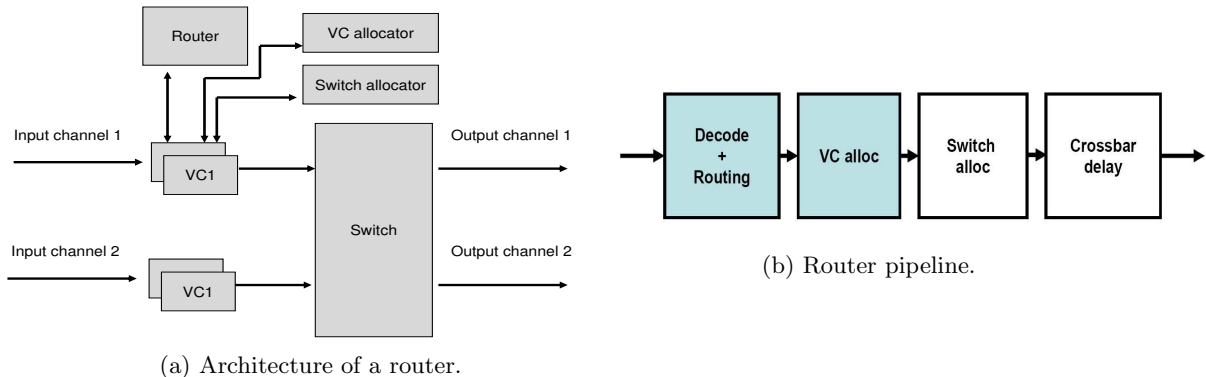 Router
VC allocator
Switch allocator
Input channel 1
VC1
Output channel 1
Switch
Input channel 2
VC1
Output channel 2
(a) Architecture of a router.
Decode
+
Routing
VC alloc
Switch
alloc
Crossbar
delay
(b) Router pipeline.